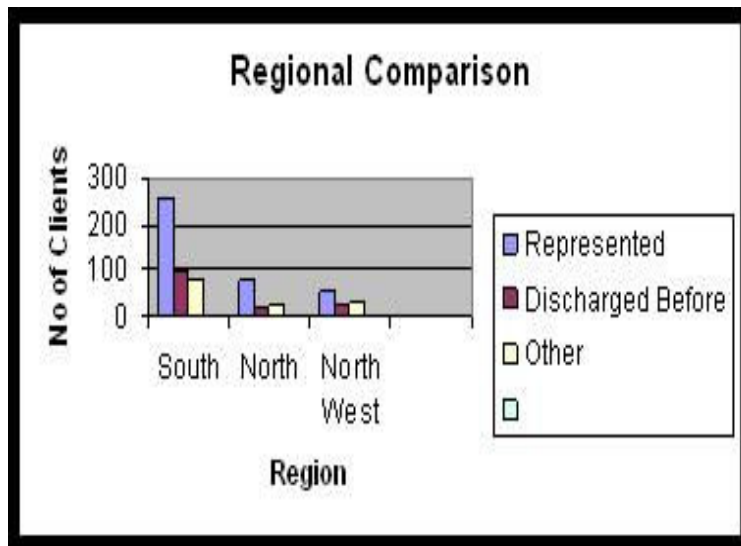 Regional Comparison
No of Clients
300
200
100
0
South North North
West
Region
Represented
Discharged Before
Other